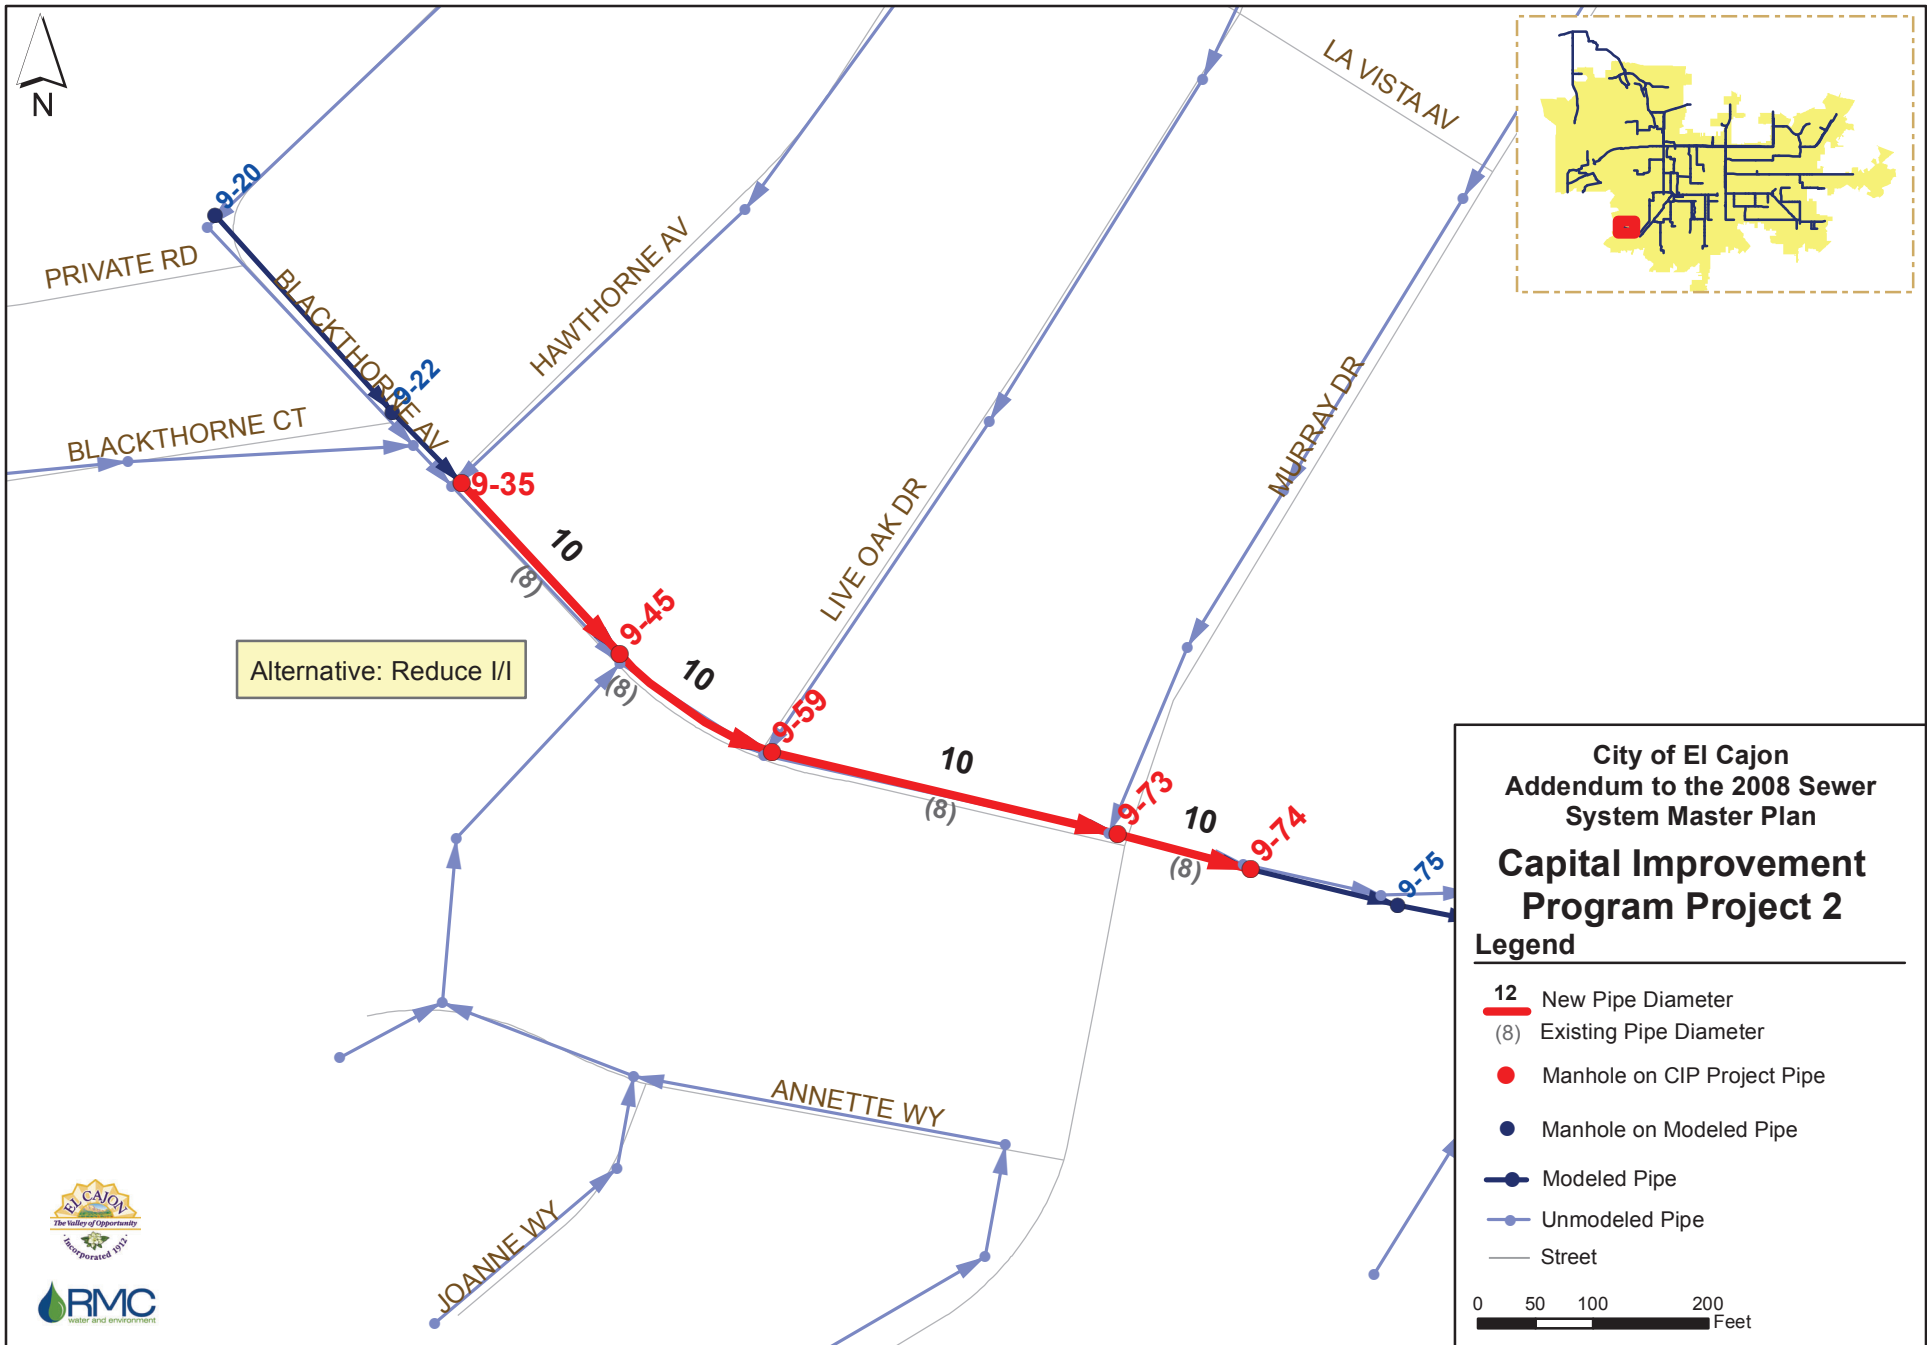 N
LA VISTA AV
9-20
PRIVATE RD
BLACKTHORNE AV
HAWTHORNE AV
9-22
BLACKTHORNE CT
MURRAY DR
9-35
LIVE OAK DR
10
(8)
9-45
Alternative: Reduce I/I
10
(8)
9-59
10
(8)
9-73
10
(8)
9-74
9-75
ANNETTE WY
JOANNE WY
EL CAJON
The Valley of Opportunity
Incorporated 1912
RMC
water and environment
City of El Cajon
Addendum to the 2008 Sewer
System Master Plan
Capital Improvement
Program Project 2
Legend
12 New Pipe Diameter
(8) Existing Pipe Diameter
Manhole on CIP Project Pipe
Manhole on Modeled Pipe
Modeled Pipe
Unmodeled Pipe
Street
0 50 100 200
Feet